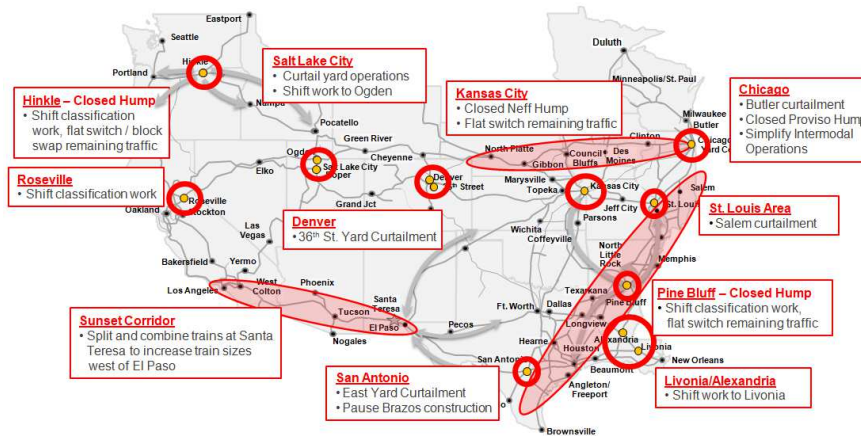 Eastport
Seattle
Hinkle
Portland
Nampa
Hinkle – Closed Hump
• Shift classification
work, flat switch / block
swap remaining traffic
Salt Lake City
• Curtail yard operations
• Shift work to Ogden
Pocatello
Green River
Ogden
Salt Lake City
Roper
Cheyenne
Elko
Roseville
• Shift classification work
Roseville
Stockton
Oakland
Grand Jct
Denver
36th Street
Denver
• 36th St. Yard Curtailment
Las
Vegas
Bakersfield
Yermo
Los Angeles
West
Colton
Phoenix
Tucson
Santa
Teresa
El Paso
Nogales
Sunset Corridor
• Split and combine trains at Santa
Teresa to increase train sizes
west of El Paso
Kansas City
• Closed Neff Hump
• Flat switch remaining traffic
Duluth
Minneapolis/St. Paul
Milwaukee
Butler
Chicago
Yard Ctr
Chicago
• Butler curtailment
• Closed Proviso Hump
• Simplify Intermodal
Operations
Clinton
Des
Moines
Council
Bluffs
Gibbon
North Platte
Marysville
Topeka
Kansas City
Jeff City
Parsons
Salem
St. Louis
St. Louis Area
• Salem curtailment
Wichita
Coffeyville
North
Little
Rock
Memphis
Pine Bluff
Pine Bluff – Closed Hump
• Shift classification work,
flat switch remaining traffic
Texarkana
Ft. Worth
Dallas
Longview
Pecos
Hearne
Houston
Alexandria
Livonia
New Orleans
Beaumont
San Antonio
Angleton/
Freeport
Brownsville
San Antonio
• East Yard Curtailment
• Pause Brazos construction
Livonia/Alexandria
• Shift work to Livonia